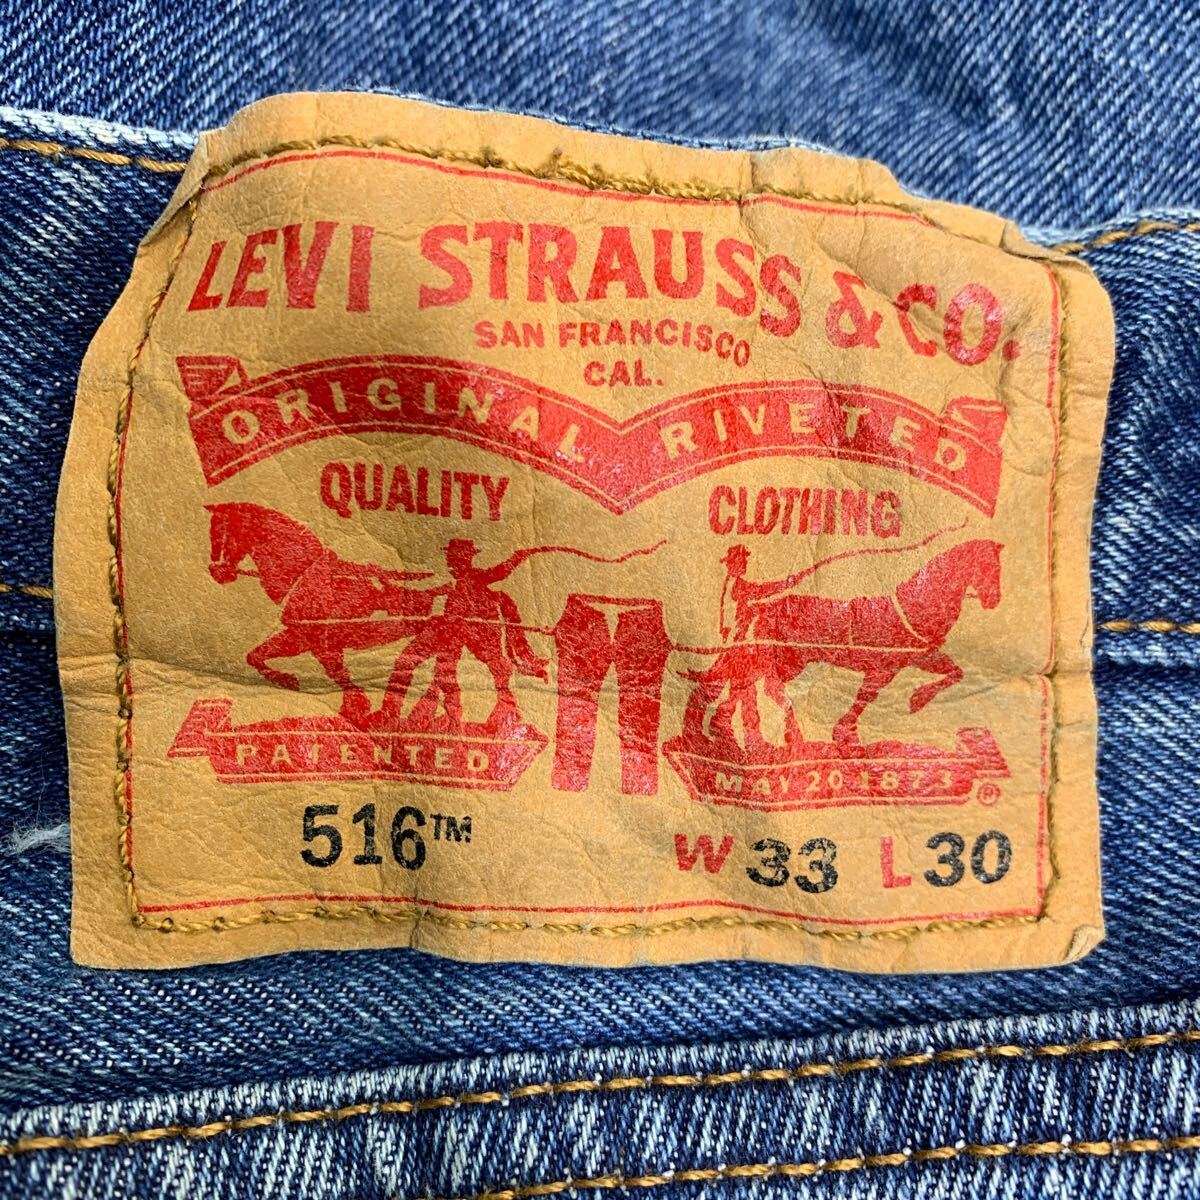 LEVI STRAUSS & CO.
SAN FRANCISCO
CAL.
ORIGINAL RIVETED
QUALITY CLOTHING
PATENTED MAY 20 1873 ®
516™ W 33 L 30